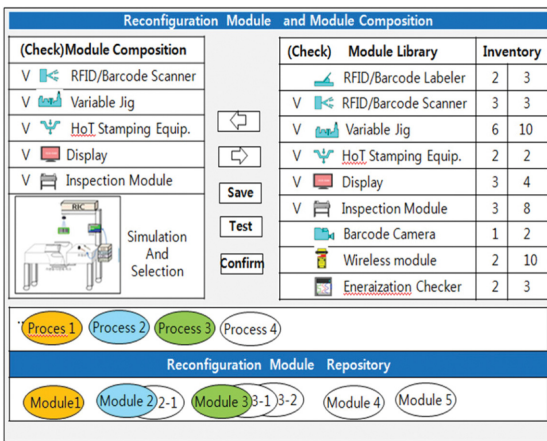 Reconfiguration Module and Module Composition
(Check)Module Composition
V RFID/Barcode Scanner
V Variable Jig
V HoT Stamping Equip.
V Display
V Inspection Module
RIC
Simulation
And
Selection
Save
Test
Confirm
(Check) Module Library Inventory
RFID/Barcode Labeler 2 3
V RFID/Barcode Scanner 3 3
V Variable Jig 6 10
V HoT Stamping Equip. 2 2
V Display 3 4
V Inspection Module 3 8
Barcode Camera 1 2
Wireless module 2 10
Eneraization Checker 2 3
Proces 1 Process 2 Process 3 Process 4
Reconfiguration Module Repository
Module1 Module 2 2-1 Module 3 3-1 3-2 Module 4 Module 5